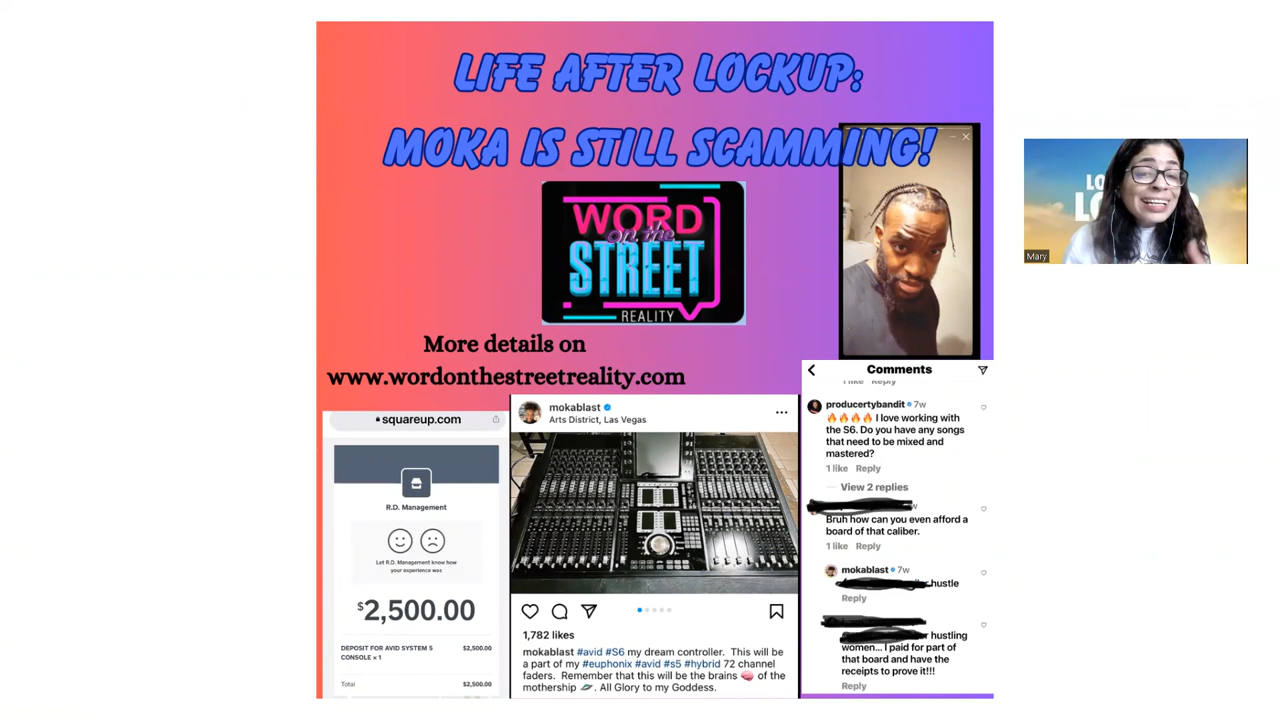 LIFE AFTER LOCKUP:
MOKA IS STILL SCAMMING!
WORD
on the
STREET
REALITY
More details on
www.wordonthestreetreality.com
squareup.com
R.D. Management
Let R.D. Management know how
your experience was
$2,500.00
DEPOSIT FOR AVID SYSTEM 5
CONSOLE × 1
$2,500.00
Total
$2,500.00
mokablast
Arts District, Las Vegas
1,782 likes
mokablast #avid #S6 my dream controller. This will be
a part of my #euphonix #avid #s5 #hybrid 72 channel
faders. Remember that this will be the brains 🧠 of the
mothership 🪐. All Glory to my Goddess.
Comments
1 like Reply
producertybandit 7w
🔥🔥🔥🔥 I love working with
the S6. Do you have any songs
that need to be mixed and
mastered?
1 like Reply
View 2 replies
Bruh how can you even afford a
board of that caliber.
1 like Reply
mokablast 7w
hustle
Reply
hustling
women... I paid for part of
that board and have the
receipts to prove it!!!
Reply
Mary